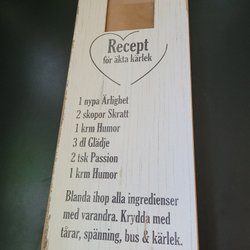 Recept
för äkta kärlek
1 nypa Ärlighet
2 skopor Skratt
1 krm Humor
3 dl Glädje
2 tsk Passion
1 krm Humor
Blanda ihop alla ingredienser
med varandra. Krydda med
tårar, spänning, bus & kärlek.